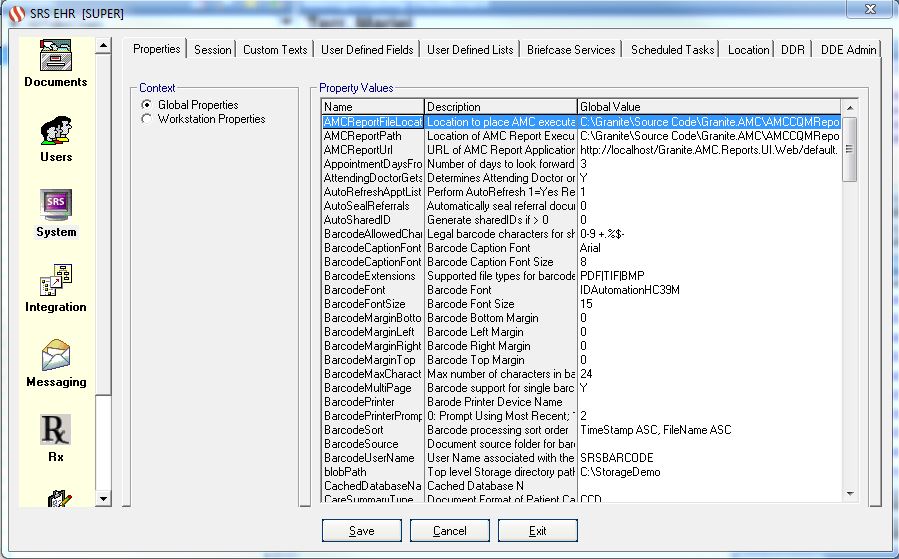 SRS EHR [SUPER]
Documents
Users
SRS
System
Integration
Messaging
Rx
Properties Session Custom Texts User Defined Fields User Defined Lists Briefcase Services Scheduled Tasks Location DDR DDE Admin
Context
Global Properties
Workstation Properties
Property Values
Name Description Global Value
AMCReportFileLocat Location to place AMC executa C:\Granite\Source Code\Granite.AMC\AMCCQMRepo
AMCReportPath Location of AMC Report Execu C:\Granite\Source Code\Granite.AMC\AMCCQMRepo
AMCReportUrl URL of AMC Report Application http://localhost/Granite.AMC.Reports.UI.Web/default.
AppointmentDaysFro Number of days to look forward 3
AttendingDoctorGets Determines Attending Doctor or Y
AutoRefreshApptList Perform AutoRefresh 1=Yes Re 1
AutoSealReferrals Automatically seal referral docu 0
AutoSharedID Generate sharedIDs if > 0 0
BarcodeAllowedChar Legal barcode characters for sh 0-9 +.%$-
BarcodeCaptionFont Barcode Caption Font Arial
BarcodeCaptionFont Barcode Caption Font Size 8
BarcodeExtensions Supported file types for barcode PDF|TIF|BMP
BarcodeFont Barcode Font IDAutomationHC39M
BarcodeFontSize Barcode Font Size 15
BarcodeMarginBotto Barcode Bottom Margin 0
BarcodeMarginLeft Barcode Left Margin 0
BarcodeMarginRight Barcode Right Margin 0
BarcodeMarginTop Barcode Top Margin 0
BarcodeMaxCharact Max number of characters in ba 24
BarcodeMultiPage Barcode support for single barc Y
BarcodePrinter Barode Printer Device Name
BarcodePrinterPromp 0: Prompt Using Most Recent; 2
BarcodeSort Barcode processing sort order TimeStamp ASC, FileName ASC
BarcodeSource Document source folder for bar
BarcodeUserName User Name associated with the SRSBARCODE
blobPath Top level Storage directory pat C:\StorageDemo
CachedDatabaseNa Cached Database N
CareSummaryType Document Format of Patient Ca CCD
Save Cancel Exit